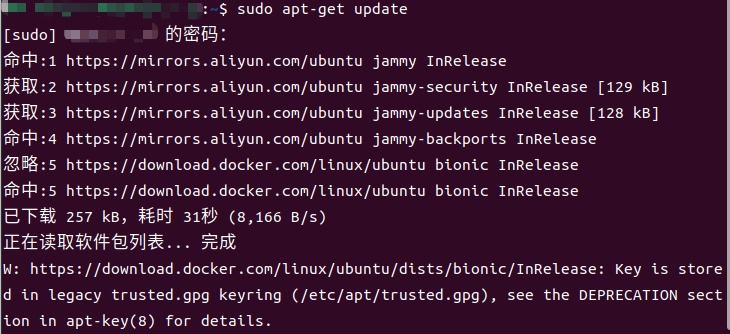 :~$ sudo apt-get update
[sudo] 的密码：
命中:1 https://mirrors.aliyun.com/ubuntu jammy InRelease
获取:2 https://mirrors.aliyun.com/ubuntu jammy-security InRelease [129 kB]
获取:3 https://mirrors.aliyun.com/ubuntu jammy-updates InRelease [128 kB]
命中:4 https://mirrors.aliyun.com/ubuntu jammy-backports InRelease
忽略:5 https://download.docker.com/linux/ubuntu bionic InRelease
命中:5 https://download.docker.com/linux/ubuntu bionic InRelease
已下载 257 kB，耗时 31秒 (8,166 B/s)
正在读取软件包列表... 完成
W: https://download.docker.com/linux/ubuntu/dists/bionic/InRelease: Key is store
d in legacy trusted.gpg keyring (/etc/apt/trusted.gpg), see the DEPRECATION sect
ion in apt-key(8) for details.